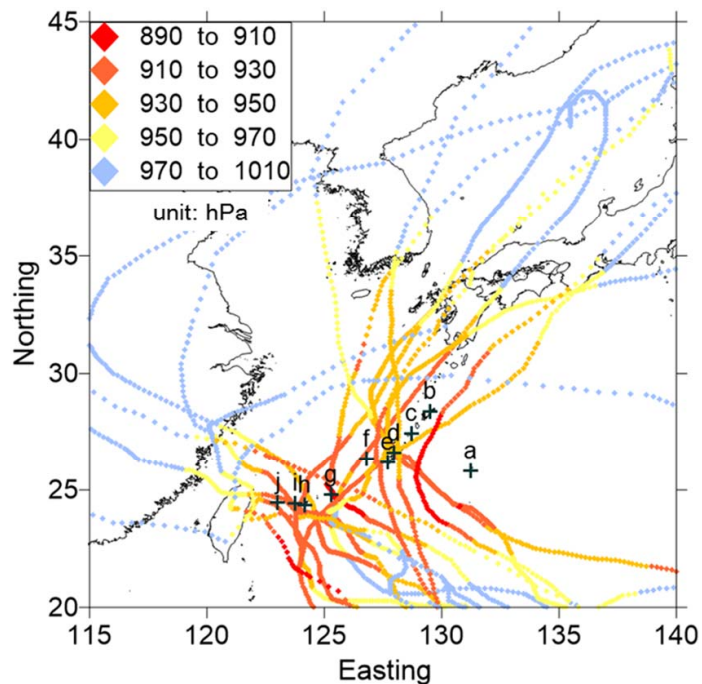 45
890 to 910
910 to 930
930 to 950
950 to 970
970 to 1010
unit: hPa
40
35
Northing
30
25
20
b
c
d
f
e
a
g
j
i
h
115 120 125 130 135 140
Easting